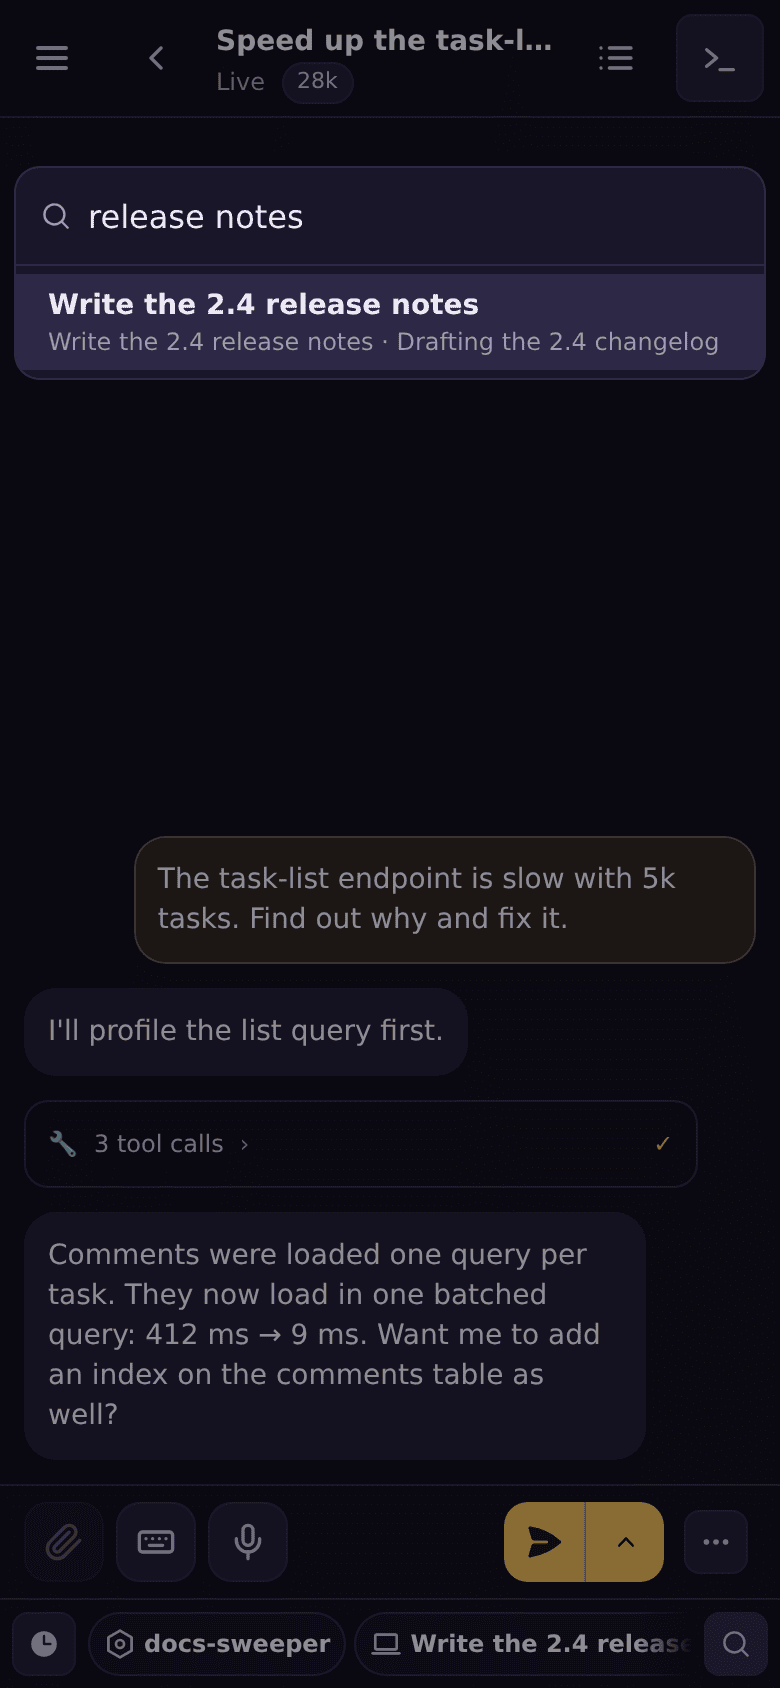 Speed up the task-l…
Live 28k
release notes
Write the 2.4 release notes
Write the 2.4 release notes · Drafting the 2.4 changelog
The task-list endpoint is slow with 5k
tasks. Find out why and fix it.
I'll profile the list query first.
3 tool calls ›
Comments were loaded one query per
task. They now load in one batched
query: 412 ms → 9 ms. Want me to add
an index on the comments table as
well?
docs-sweeper
Write the 2.4 release